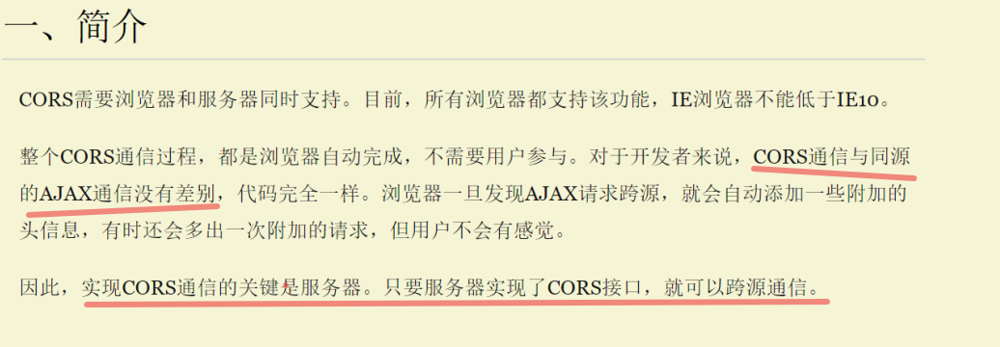 一、简介
CORS需要浏览器和服务器同时支持。目前，所有浏览器都支持该功能，IE浏览器不能低于IE10。
整个CORS通信过程，都是浏览器自动完成，不需要用户参与。对于开发者来说，CORS通信与同源
的AJAX通信没有差别，代码完全一样。浏览器一旦发现AJAX请求跨源，就会自动添加一些附加的
头信息，有时还会多出一次附加的请求，但用户不会有感觉。
因此，实现CORS通信的关键是服务器。只要服务器实现了CORS接口，就可以跨源通信。